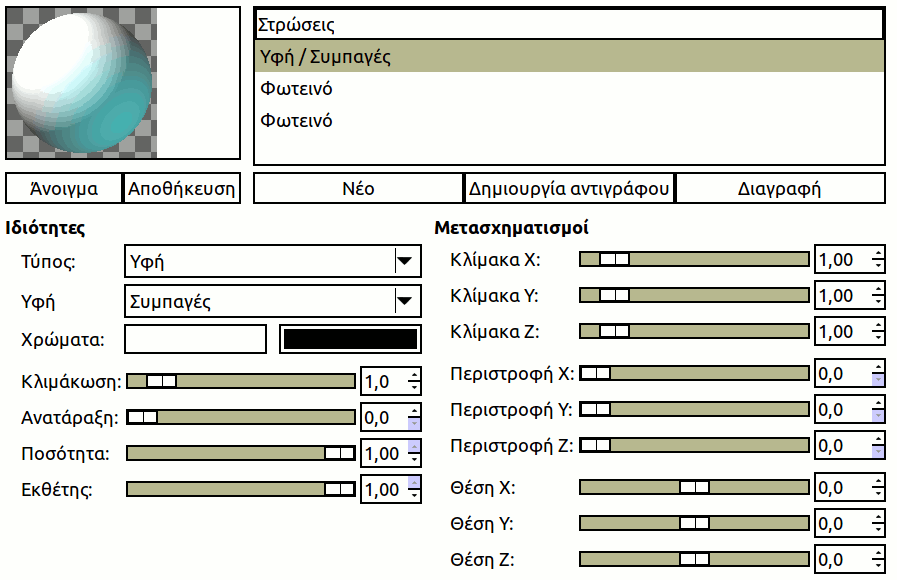 Στρώσεις
Υφή / Συμπαγές
Φωτεινό
Φωτεινό
Άνοιγμα Αποθήκευση Νέο Δημιουργία αντιγράφου Διαγραφή
Ιδιότητες
Τύπος: Υφή
Υφή Συμπαγές
Χρώματα:
Κλιμάκωση: 1,0
Ανατάραξη: 0,0
Ποσότητα: 1,00
Εκθέτης: 1,00
Μετασχηματισμοί
Κλίμακα X: 1,00
Κλίμακα Y: 1,00
Κλίμακα Z: 1,00
Περιστροφή X: 0,0
Περιστροφή Y: 0,0
Περιστροφή Z: 0,0
Θέση X: 0,0
Θέση Y: 0,0
Θέση Z: 0,0